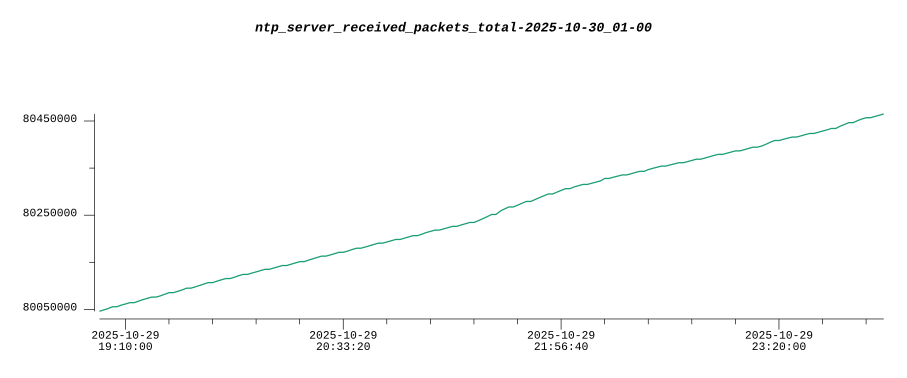 ntp_server_received_packets_total-2025-10-30_01-00
80450000
80250000
80050000
2025-10-29 2025-10-29 2025-10-29 2025-10-29
19:10:00 20:33:20 21:56:40 23:20:00